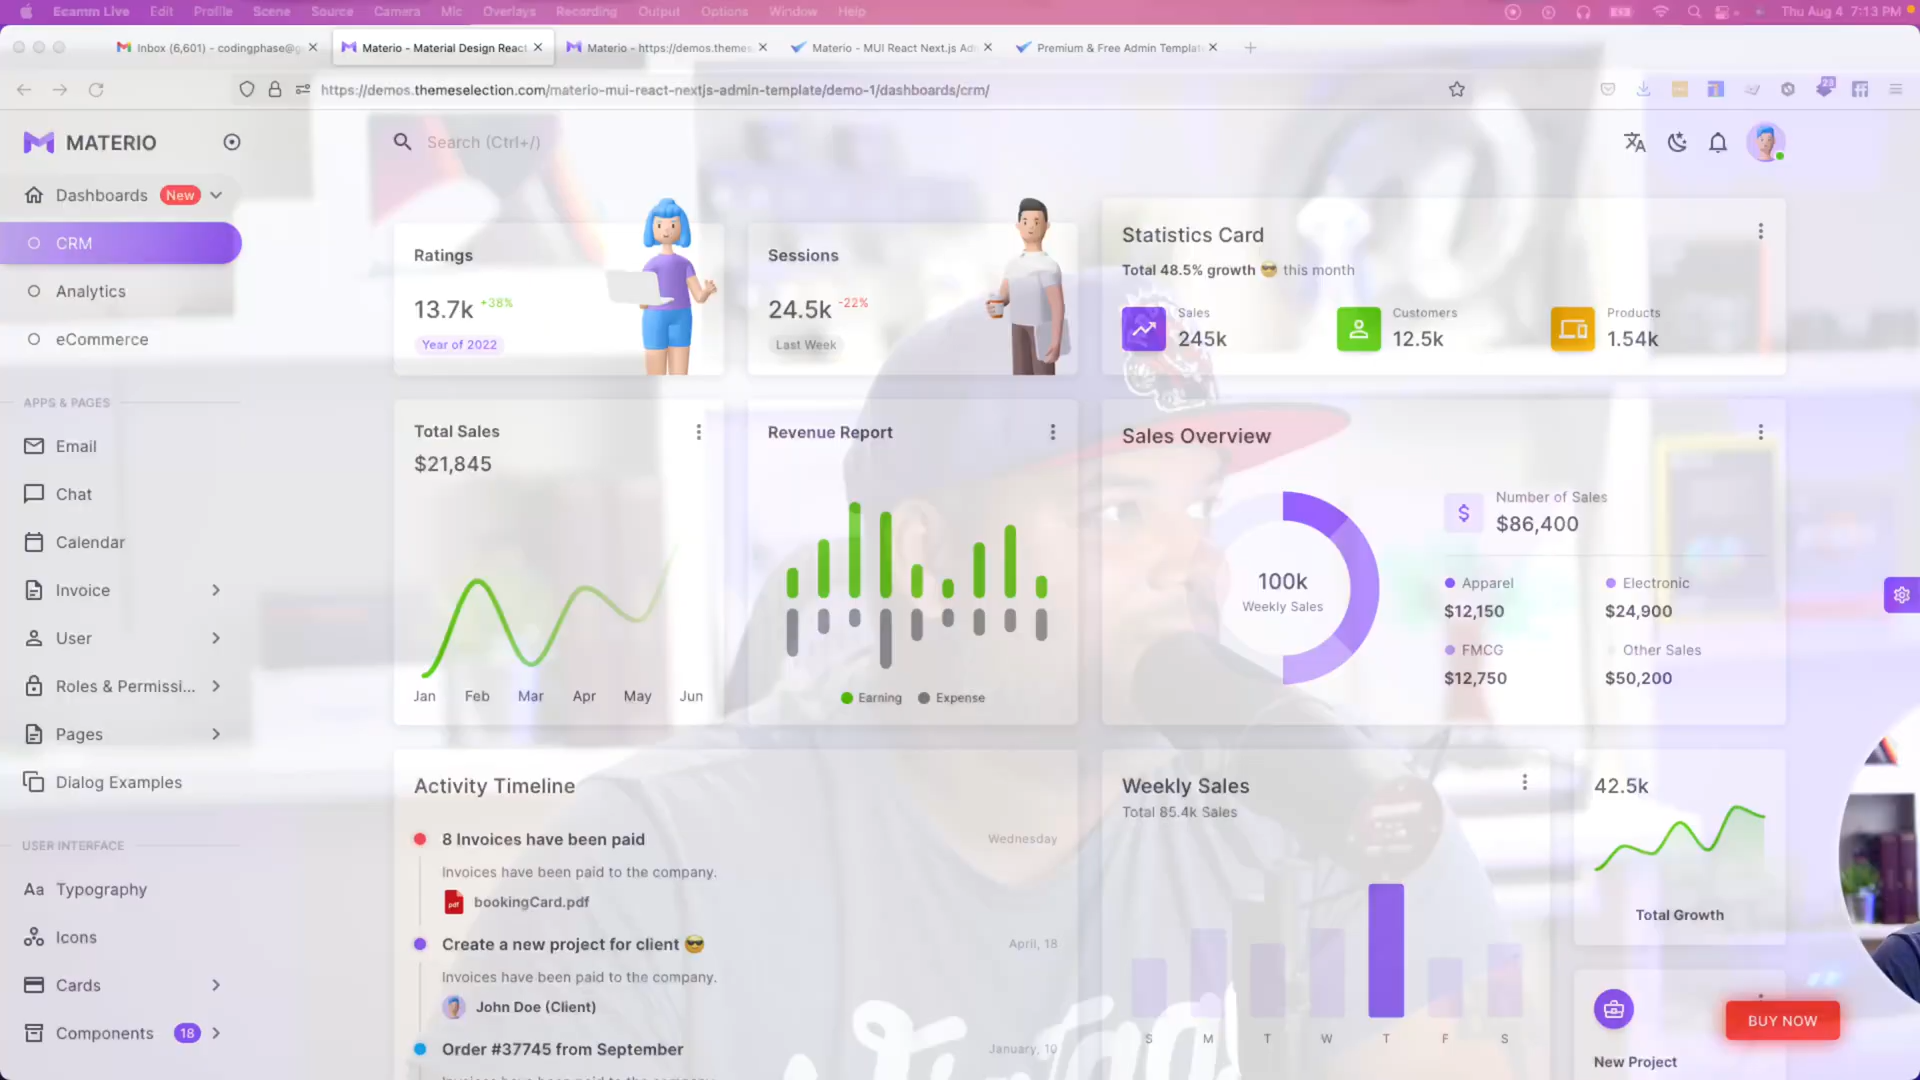 Ecamm Live Edit Profile Scene Source Camera Mic Overlays Recording Output Options Window Help
Thu Aug 4 7:13 PM
Inbox (6,601) - codingphase@g
Materio - Material Design React
Materio - https://demos.themes
Materio - MUI React Next.js Ad
Premium & Free Admin Templat
https://demos.themeselection.com/materio-mui-react-nextjs-admin-template/demo-1/dashboards/crm/
23
MATERIO
Search (Ctrl+/)
Dashboards New
CRM
Analytics
eCommerce
APPS & PAGES
Email
Chat
Calendar
Invoice
User
Roles & Permissi...
Pages
Dialog Examples
USER INTERFACE
Aa Typography
Icons
Cards
Components 18
Ratings
13.7k +38%
Year of 2022
Sessions
24.5k -22%
Last Week
Statistics Card
Total 48.5% growth 😎 this month
Sales
245k
Customers
12.5k
Products
1.54k
Total Sales
$21,845
Jan Feb Mar Apr May Jun
Revenue Report
Earning Expense
Sales Overview
100k
Weekly Sales
$
Number of Sales
$86,400
Apparel
$12,150
Electronic
$24,900
FMCG
$12,750
Other Sales
$50,200
Activity Timeline
8 Invoices have been paid
Wednesday
Invoices have been paid to the company.
pdf bookingCard.pdf
Create a new project for client 😎
April, 18
Invoices have been paid to the company.
John Doe (Client)
Order #37745 from September
January, 10
Weekly Sales
Total 85.4k Sales
S M T W T F S
42.5k
Total Growth
New Project
BUY NOW